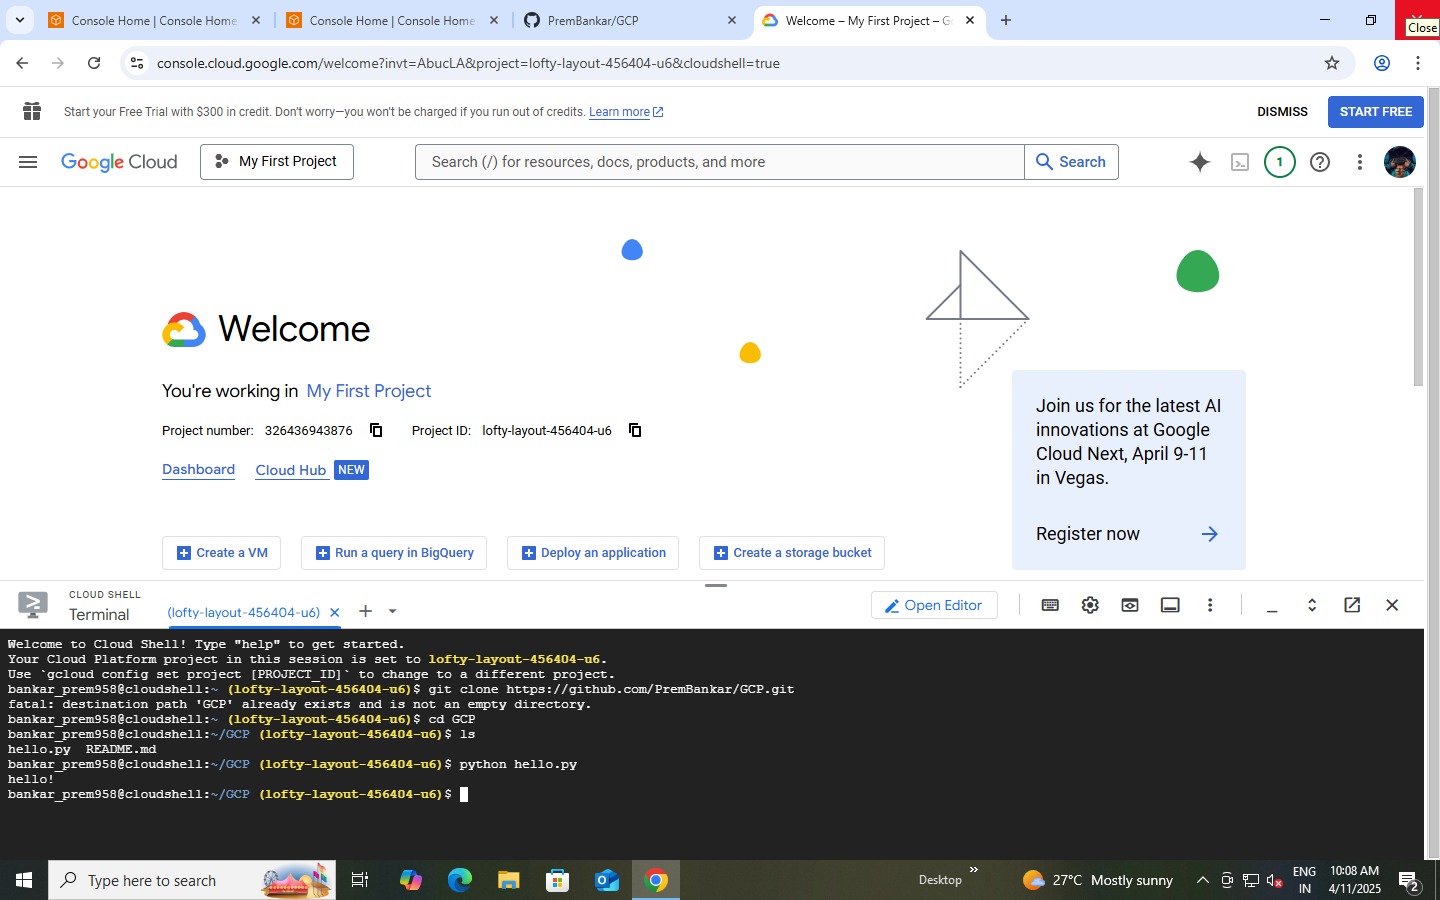 Console Home | Console Home
Console Home | Console Home
PremBankar/GCP
Welcome – My First Project – G
Close
console.cloud.google.com/welcome?invt=AbucLA&project=lofty-layout-456404-u6&cloudshell=true
Start your Free Trial with $300 in credit. Don't worry—you won't be charged if you run out of credits. Learn more
DISMISS
START FREE
Google Cloud
My First Project
Search (/) for resources, docs, products, and more
Search
1
Welcome
You're working in My First Project
Project number: 326436943876
Project ID: lofty-layout-456404-u6
Dashboard
Cloud Hub NEW
Join us for the latest AI
innovations at Google
Cloud Next, April 9-11
in Vegas.
Register now
Create a VM
Run a query in BigQuery
Deploy an application
Create a storage bucket
CLOUD SHELL
Terminal
(lofty-layout-456404-u6)
Open Editor
Welcome to Cloud Shell! Type "help" to get started.
Your Cloud Platform project in this session is set to lofty-layout-456404-u6.
Use `gcloud config set project [PROJECT_ID]` to change to a different project.
bankar_prem958@cloudshell:~ (lofty-layout-456404-u6)$ git clone https://github.com/PremBankar/GCP.git
fatal: destination path 'GCP' already exists and is not an empty directory.
bankar_prem958@cloudshell:~ (lofty-layout-456404-u6)$ cd GCP
bankar_prem958@cloudshell:~/GCP (lofty-layout-456404-u6)$ ls
hello.py  README.md
bankar_prem958@cloudshell:~/GCP (lofty-layout-456404-u6)$ python hello.py
hello!
bankar_prem958@cloudshell:~/GCP (lofty-layout-456404-u6)$
Type here to search
Desktop
27°C Mostly sunny
ENG
IN
10:08 AM
4/11/2025
2